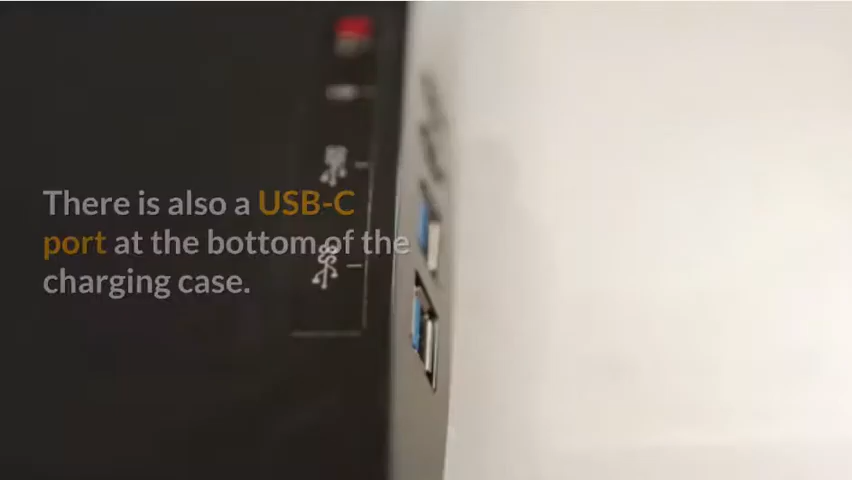 There is also a USB-C
port at the bottom of the
charging case.